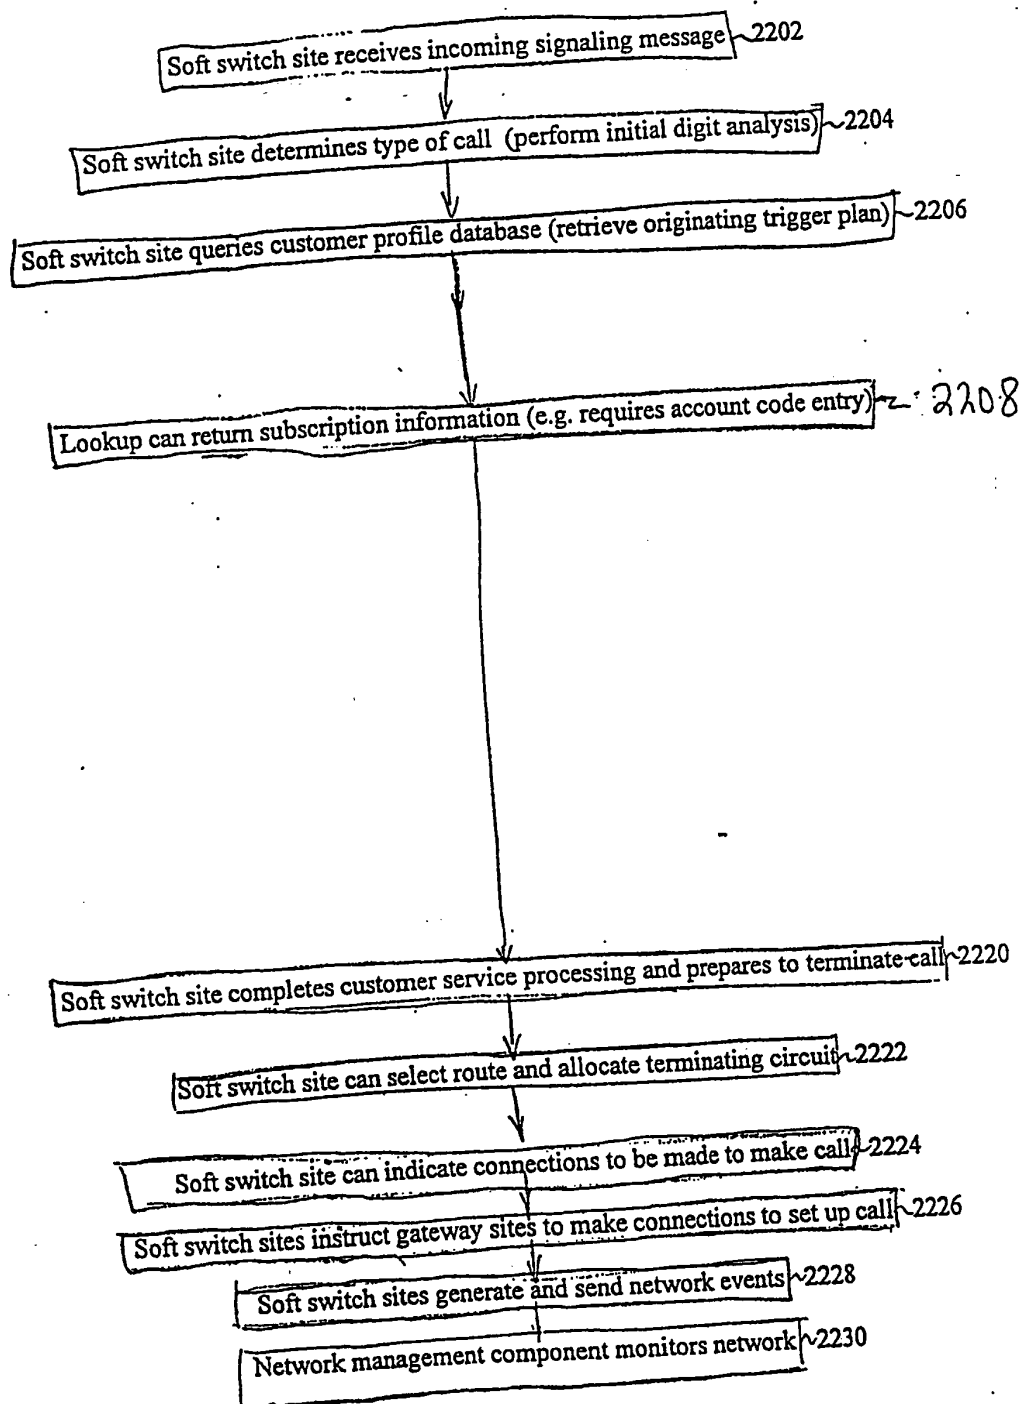 Soft switch site receives incoming signaling message 2202
Soft switch site determines type of call (perform initial digit analysis) 2204
Soft switch site queries customer profile database (retrieve originating trigger plan) 2206
Lookup can return subscription information (e.g. requires account code entry) 2208
Soft switch site completes customer service processing and prepares to terminate call 2220
Soft switch site can select route and allocate terminating circuit 2222
Soft switch site can indicate connections to be made to make call 2224
Soft switch sites instruct gateway sites to make connections to set up call 2226
Soft switch sites generate and send network events 2228
Network management component monitors network 2230